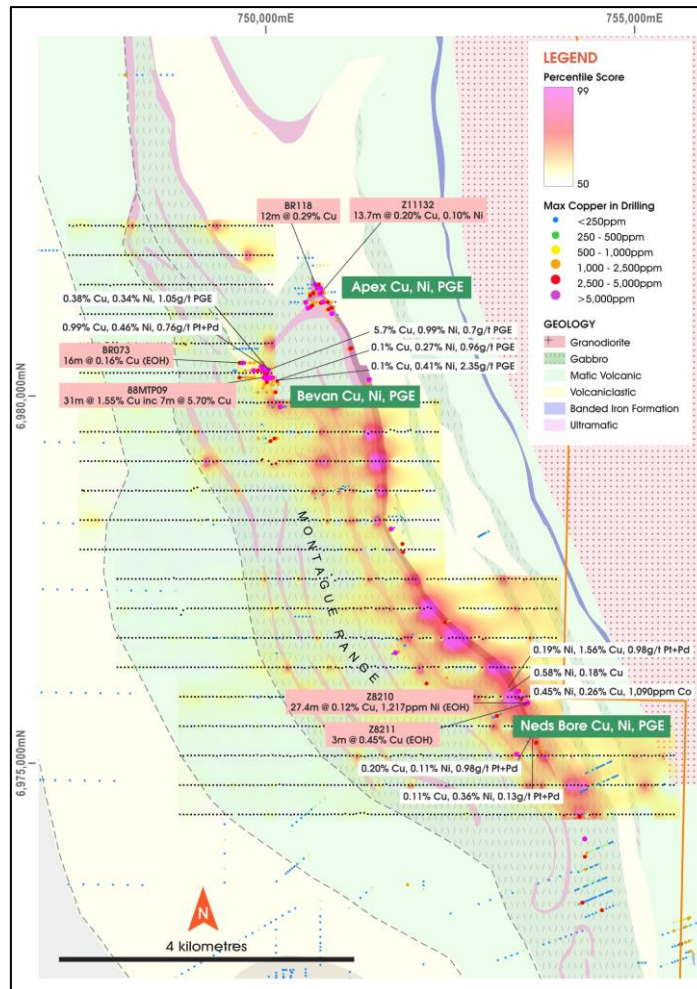 750,000mE
755,000mE
LEGEND
Percentile Score
99
50
Max Copper in Drilling
<250ppm
250 - 500ppm
500 - 1,000ppm
1,000 - 2,500ppm
2,500 - 5,000ppm
>5,000ppm
GEOLOGY
Granodiorite
Gabbro
Mafic Volcanic
Volcaniclastic
Banded Iron Formation
Ultramafic
BR118
12m @ 0.29% Cu
Z11132
13.7m @ 0.20% Cu, 0.10% Ni
Apex Cu, Ni, PGE
0.38% Cu, 0.34% Ni, 1.05g/t PGE
0.99% Cu, 0.46% Ni, 0.76g/t Pt+Pd
BR073
16m @ 0.16% Cu (EOH)
88MTP09
31m @ 1.55% Cu inc 7m @ 5.70% Cu
5.7% Cu, 0.99% Ni, 0.7g/t PGE
0.1% Cu, 0.27% Ni, 0.96g/t PGE
0.1% Cu, 0.41% Ni, 2.35g/t PGE
Bevan Cu, Ni, PGE
6,980,000mN
MONTAGUE RANGE
0.19% Ni, 1.56% Cu, 0.98g/t Pt+Pd
0.58% Ni, 0.18% Cu
0.45% Ni, 0.26% Cu, 1,090ppm Co
Z8210
27.4m @ 0.12% Cu, 1,217ppm Ni (EOH)
Z8211
3m @ 0.45% Cu (EOH)
Neds Bore Cu, Ni, PGE
0.20% Cu, 0.11% Ni, 0.98g/t Pt+Pd
0.11% Cu, 0.36% Ni, 0.13g/t Pt+Pd
6,975,000mN
N
4 kilometres